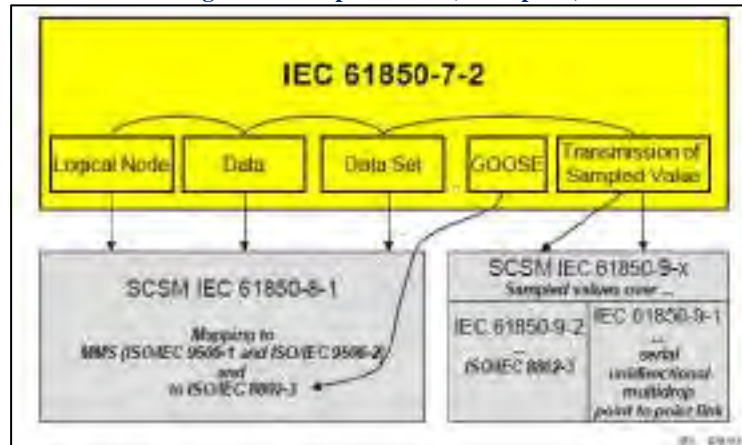 IEC 61850-7-2
Logical Node
Data
Data Set
GOOSE
Transmission of
Sampled Value
SCSM IEC 61850-8-1
Mapping to
MMS (ISO/IEC 9506-1 and ISO/IEC 9506-2)
and
to ISO/IEC 8802-3
SCSM IEC 61850-9-x
Sampled values over ...
IEC 61850-9-2
...
ISO/IEC 8802-3
IEC 61850-9-1
...
serial
unidirectional
multidrop
point to point link